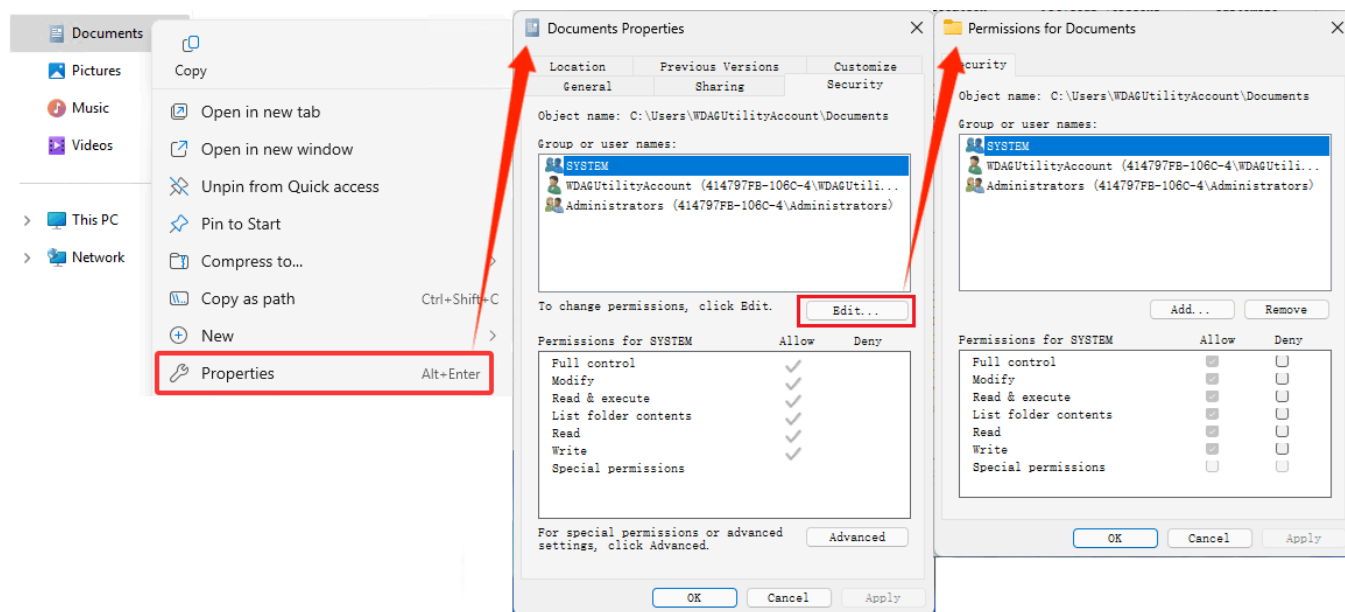 Documents
Pictures
Music
Videos
This PC
Network
Copy
Open in new tab
Open in new window
Unpin from Quick access
Pin to Start
Compress to...
Copy as path Ctrl+Shift+C
New
Properties Alt+Enter
Documents Properties
Location Previous Versions Customize
General Sharing Security
Object name: C:\Users\WDAGUtilityAccount\Documents
Group or user names:
SYSTEM
WDAGUtilityAccount (414797FB-106C-4\WDAGUtili...
Administrators (414797FB-106C-4\Administrators)
To change permissions, click Edit. Edit...
Permissions for SYSTEM Allow Deny
Full control
Modify
Read & execute
List folder contents
Read
Write
Special permissions
For special permissions or advanced
settings, click Advanced. Advanced
OK Cancel Apply
Permissions for Documents
ecurity
Object name: C:\Users\WDAGUtilityAccount\Documents
Group or user names:
SYSTEM
WDAGUtilityAccount (414797FB-106C-4\WDAGUtili...
Administrators (414797FB-106C-4\Administrators)
Add... Remove
Permissions for SYSTEM Allow Deny
Full control
Modify
Read & execute
List folder contents
Read
Write
Special permissions
OK Cancel Apply